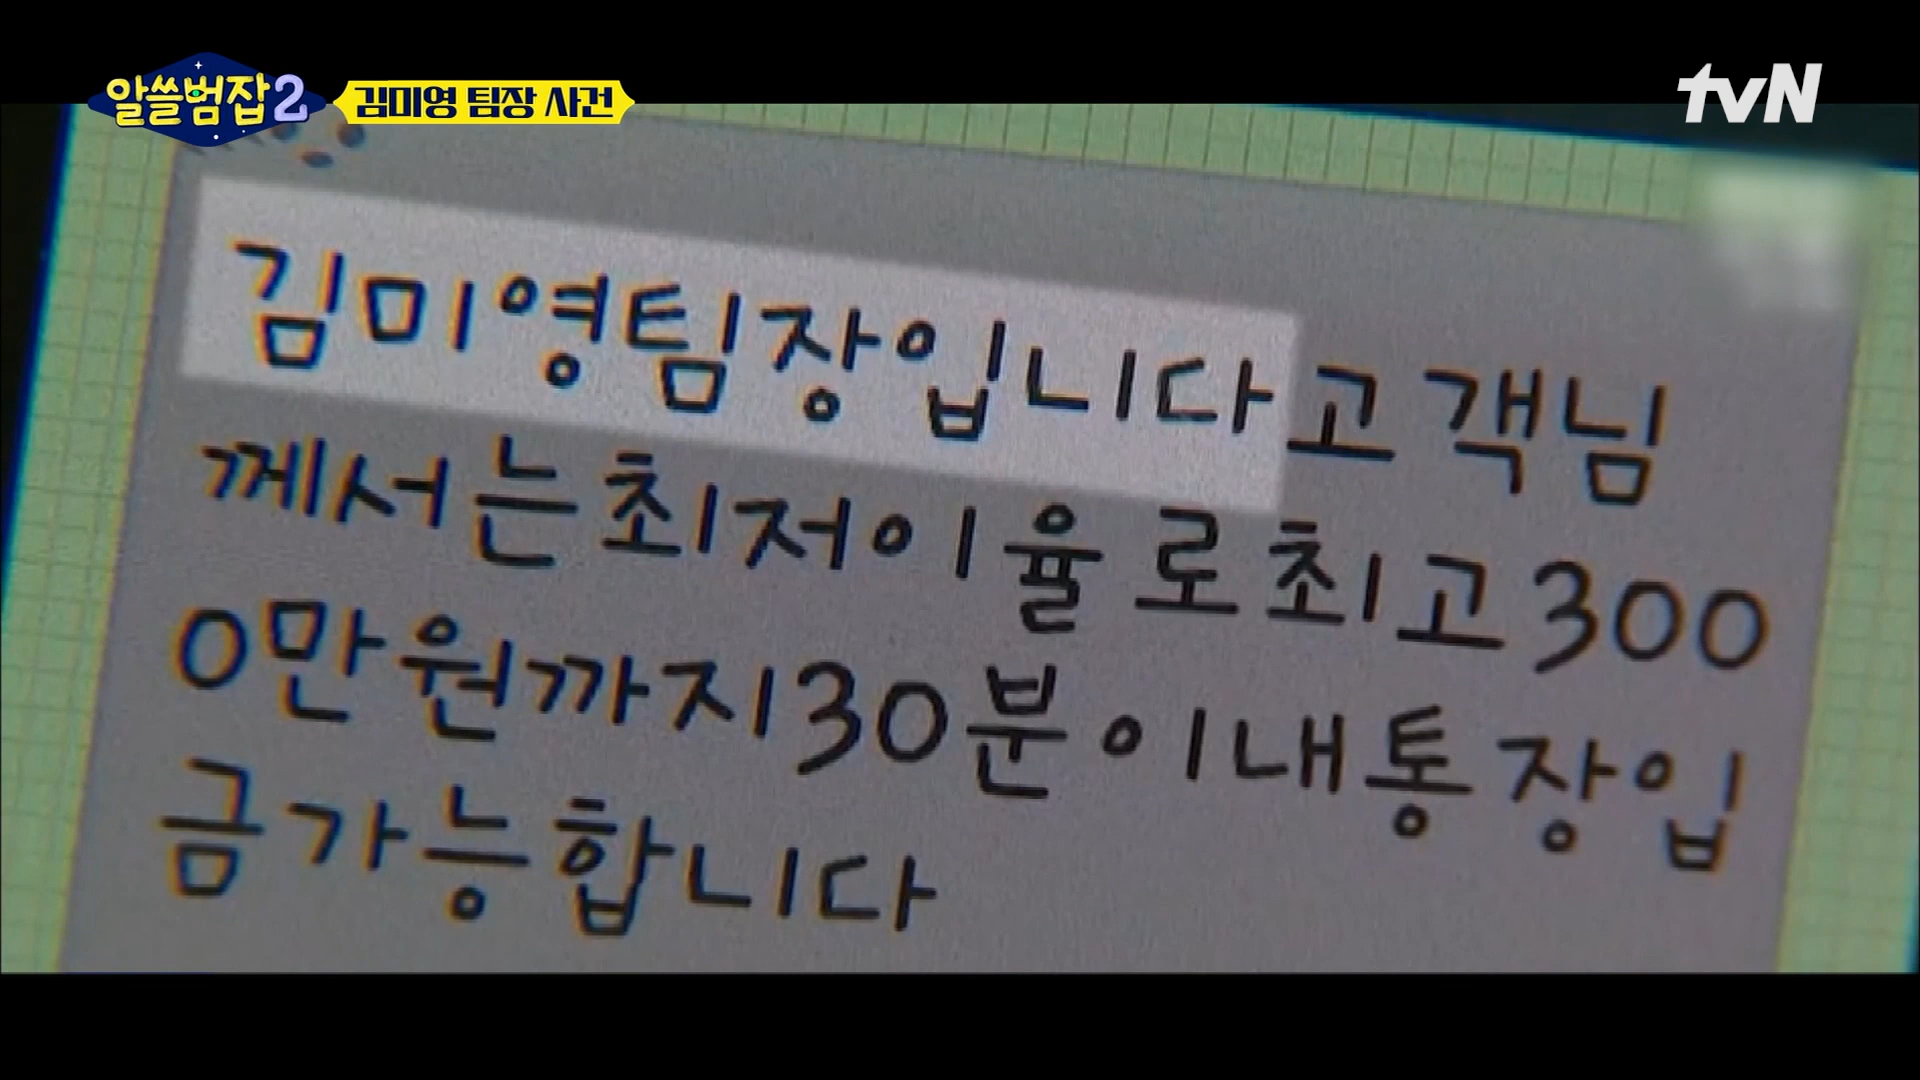 알쓸범잡2
김미영 팀장 사건
tvN
김미영팀장입니다고객님
께서는최저이율로최고300
0만원까지30분이내통장입
금가능합니다